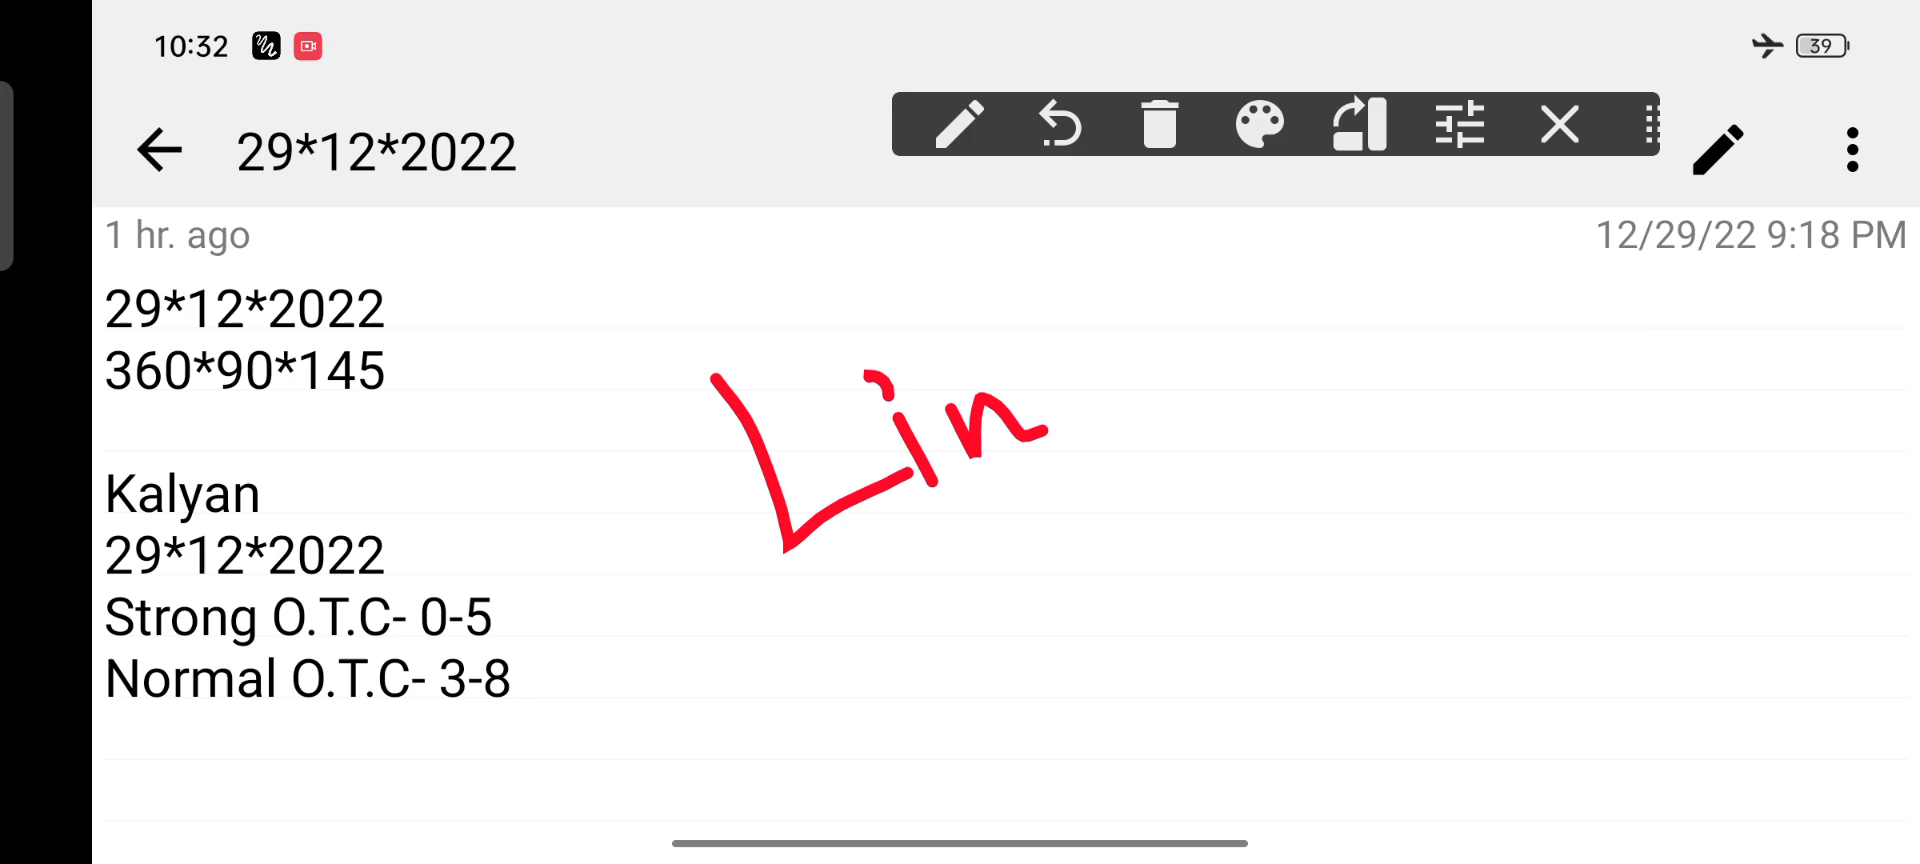 10:32
39
29*12*2022
1 hr. ago
12/29/22 9:18 PM
29*12*2022
360*90*145
Lin
Kalyan
29*12*2022
Strong O.T.C- 0-5
Normal O.T.C- 3-8